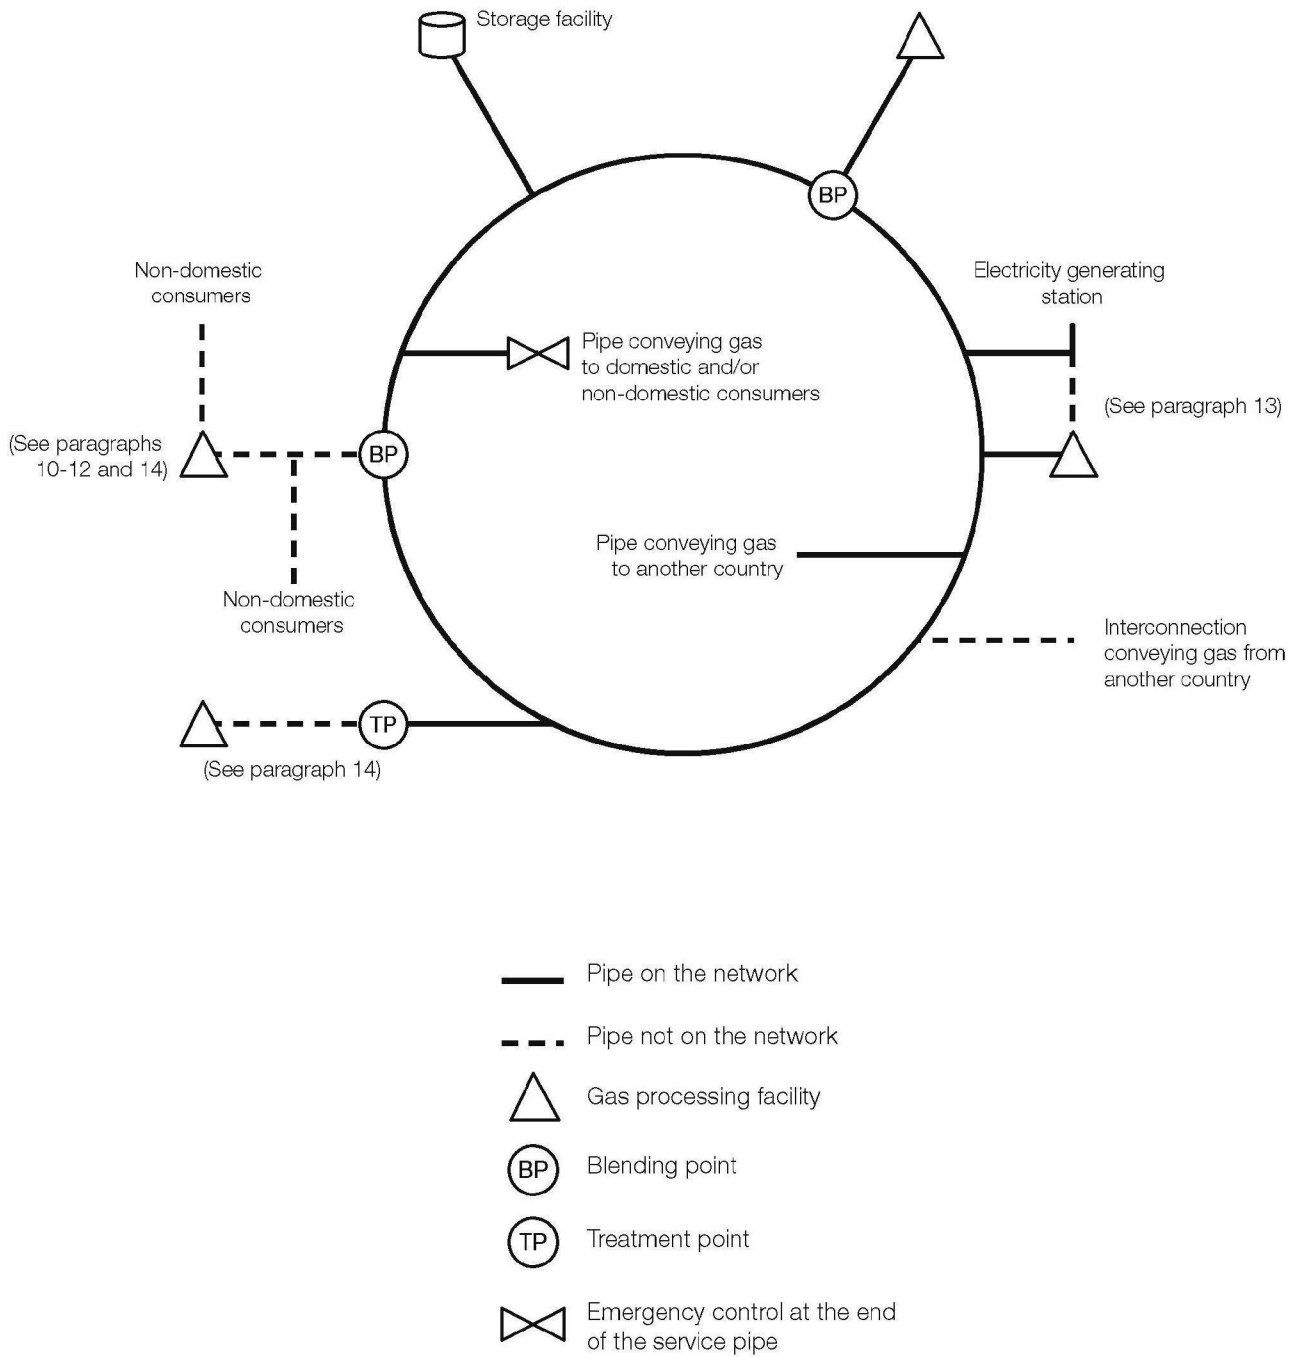 Storage facility
BP
Non-domestic
consumers
Electricity generating
station
Pipe conveying gas
to domestic and/or
non-domestic consumers
(See paragraph 13)
(See paragraphs
10-12 and 14)
BP
Pipe conveying gas
to another country
Non-domestic
consumers
Interconnection
conveying gas from
another country
TP
(See paragraph 14)
Pipe on the network
Pipe not on the network
Gas processing facility
BP Blending point
TP Treatment point
Emergency control at the end
of the service pipe